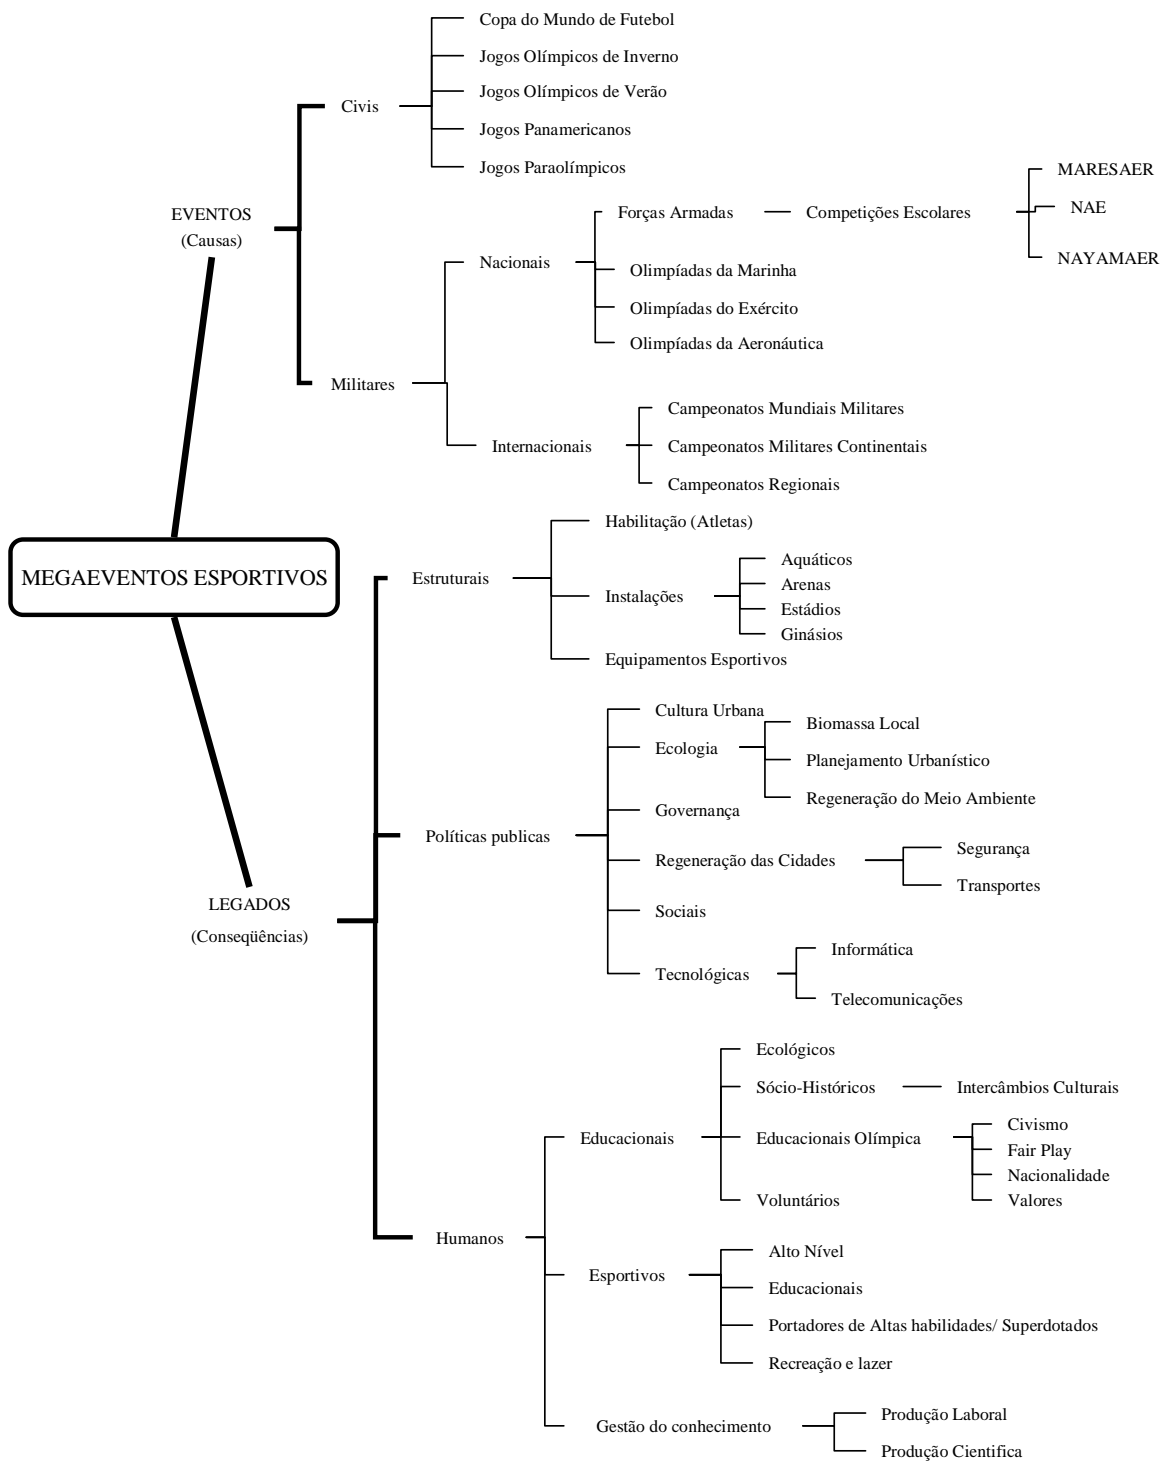 MEGAEVENTOS ESPORTIVOS
EVENTOS
(Causas)
Civis
Copa do Mundo de Futebol
Jogos Olímpicos de Inverno
Jogos Olímpicos de Verão
Jogos Panamericanos
Jogos Paraolímpicos
Militares
Nacionais
Forças Armadas
Competições Escolares
MARESAER
NAE
NAYAMAER
Olimpíadas da Marinha
Olimpíadas do Exército
Olimpíadas da Aeronáutica
Internacionais
Campeonatos Mundiais Militares
Campeonatos Militares Continentais
Campeonatos Regionais
LEGADOS
(Conseqüências)
Estruturais
Habilitação (Atletas)
Instalações
Aquáticos
Arenas
Estádios
Ginásios
Equipamentos Esportivos
Políticas publicas
Cultura Urbana
Ecologia
Biomassa Local
Planejamento Urbanístico
Regeneração do Meio Ambiente
Governança
Regeneração das Cidades
Segurança
Transportes
Sociais
Tecnológicas
Informática
Telecomunicações
Humanos
Educacionais
Ecológicos
Sócio-Históricos
Intercâmbios Culturais
Educacionais Olímpica
Civismo
Fair Play
Nacionalidade
Valores
Voluntários
Esportivos
Alto Nível
Educacionais
Portadores de Altas habilidades/ Superdotados
Recreação e lazer
Gestão do conhecimento
Produção Laboral
Produção Cientifica